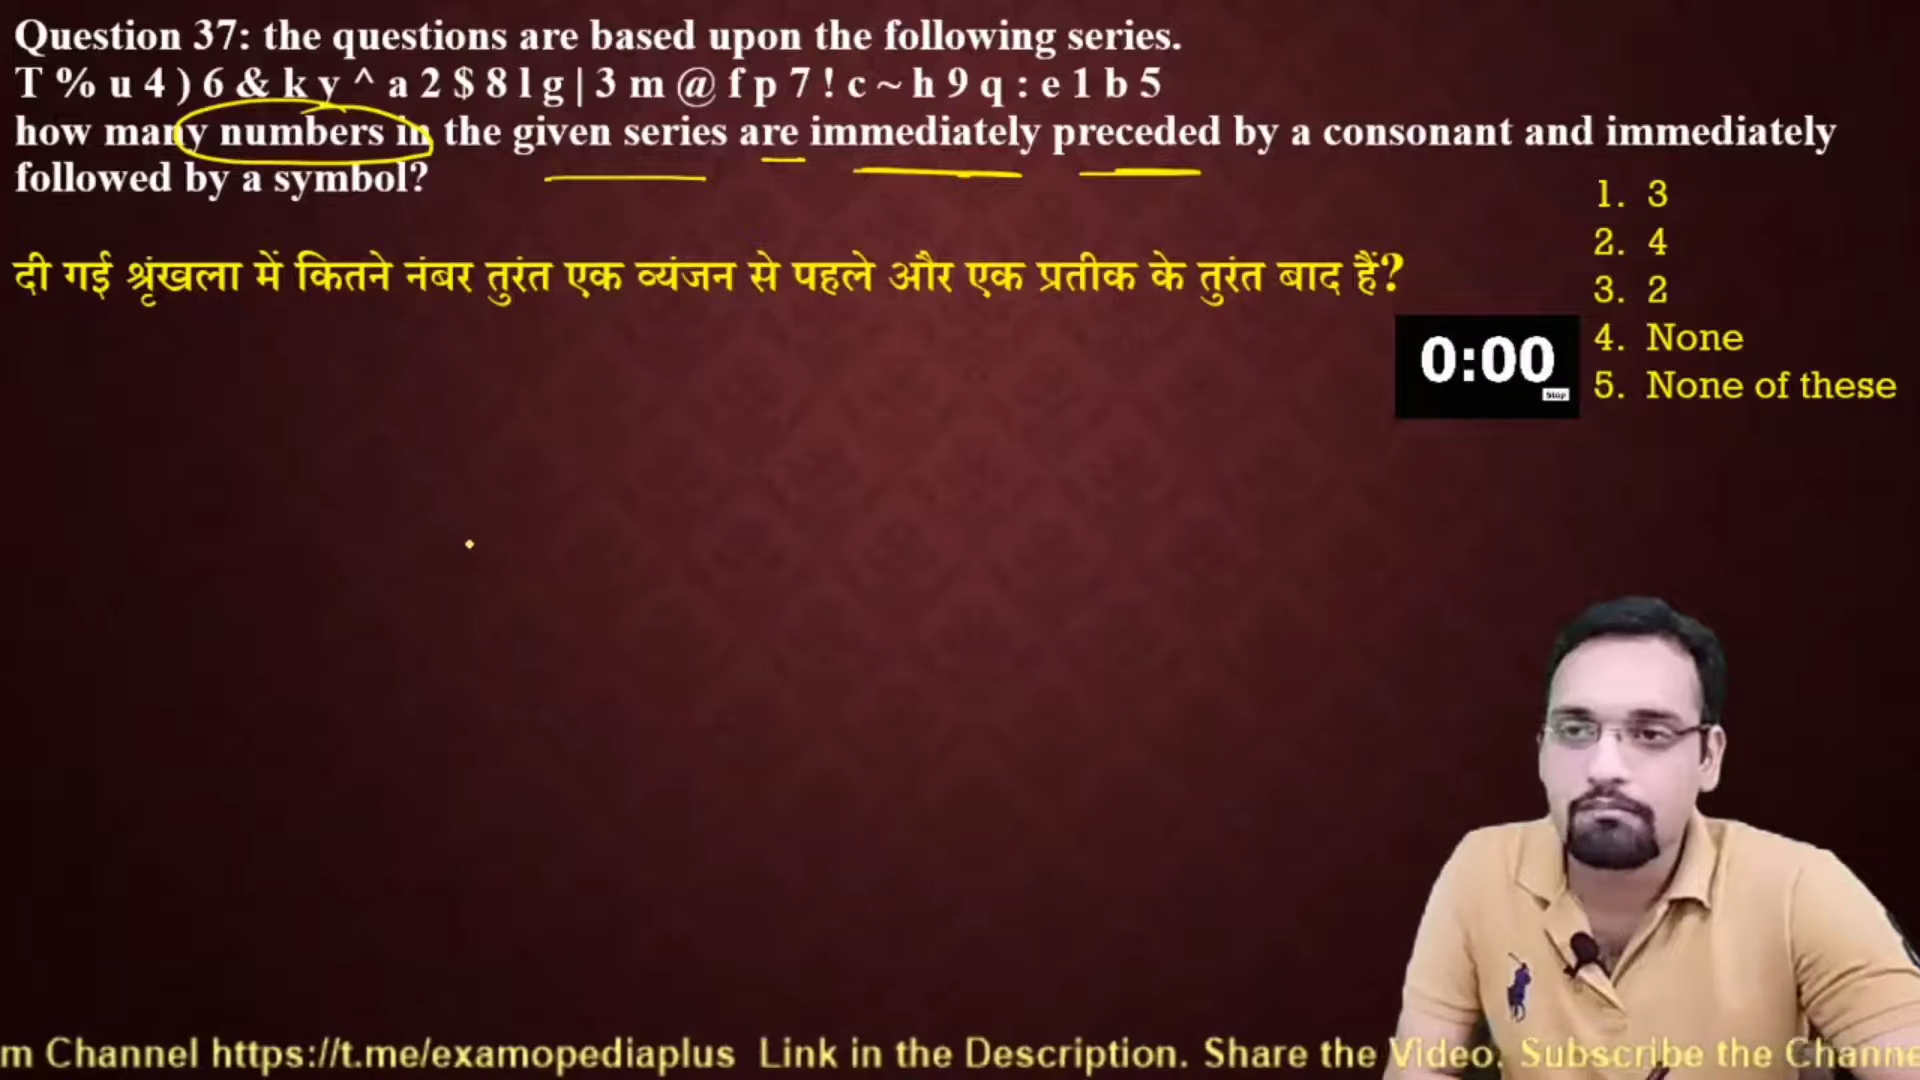 Question 37: the questions are based upon the following series.
T % u 4 ) 6 & k y ^ a 2 $ 8 l g | 3 m @ f p 7 ! c ~ h 9 q : e 1 b 5
how many numbers in the given series are immediately preceded by a consonant and immediately
followed by a symbol?
1. 3
2. 4
3. 2
4. None
5. None of these
दी गई श्रृंखला में कितने नंबर तुरंत एक व्यंजन से पहले और एक प्रतीक के तुरंत बाद हैं?
0:00
Stop
m Channel https://t.me/examopediaplus Link in the Description. Share the Video. Subscribe the Channe